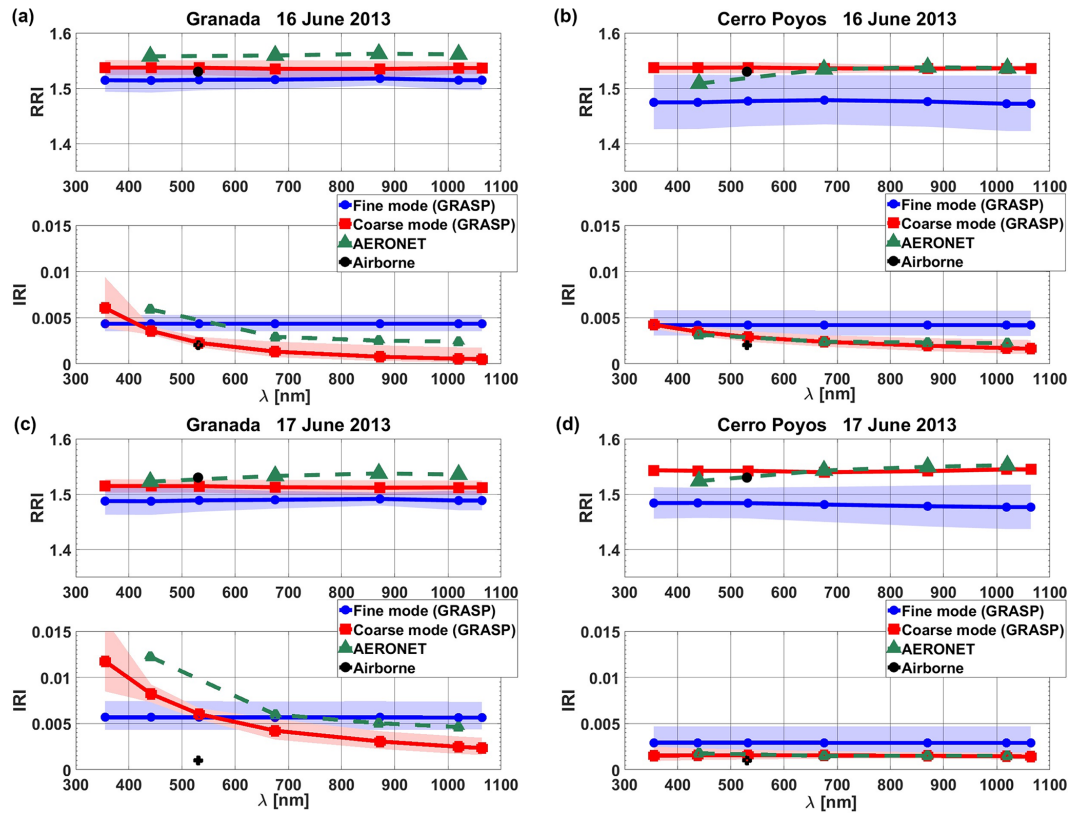 (a)
Granada 16 June 2013
1.6
1.5
1.4
RRI
300 400 500 600 700 800 900 1000 1100
Fine mode (GRASP)
Coarse mode (GRASP)
AERONET
Airborne
0.015
0.01
0.005
0
IRI
300 400 500 600 700 800 900 1000 1100
λ [nm]
(b)
Cerro Poyos 16 June 2013
1.6
1.5
1.4
RRI
300 400 500 600 700 800 900 1000 1100
Fine mode (GRASP)
Coarse mode (GRASP)
AERONET
Airborne
0.015
0.01
0.005
0
IRI
300 400 500 600 700 800 900 1000 1100
λ [nm]
(c)
Granada 17 June 2013
1.6
1.5
1.4
RRI
300 400 500 600 700 800 900 1000 1100
Fine mode (GRASP)
Coarse mode (GRASP)
AERONET
Airborne
0.015
0.01
0.005
0
IRI
300 400 500 600 700 800 900 1000 1100
λ [nm]
(d)
Cerro Poyos 17 June 2013
1.6
1.5
1.4
RRI
300 400 500 600 700 800 900 1000 1100
Fine mode (GRASP)
Coarse mode (GRASP)
AERONET
Airborne
0.015
0.01
0.005
0
IRI
300 400 500 600 700 800 900 1000 1100
λ [nm]